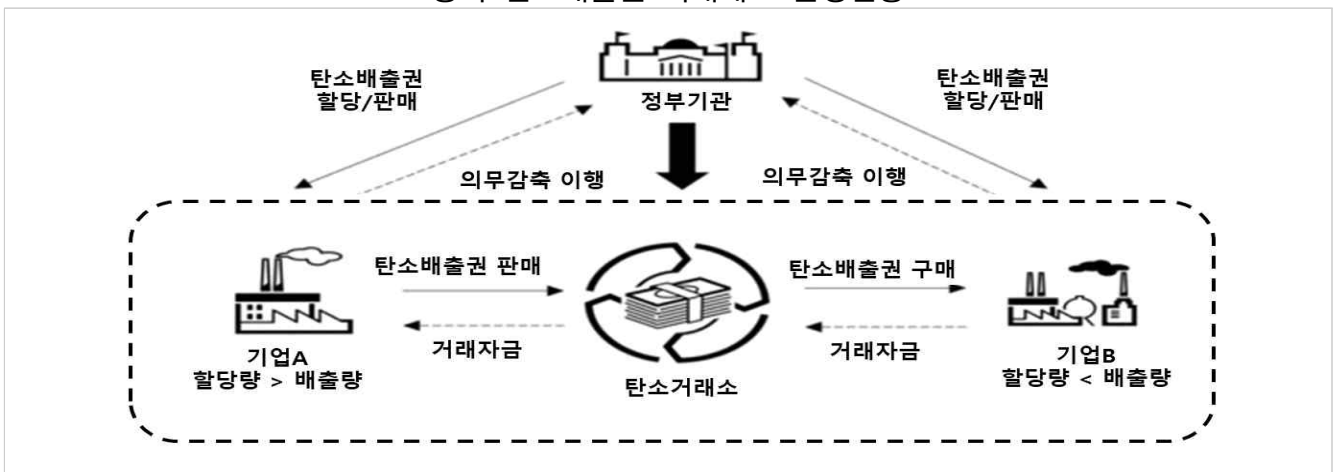 탄소배출권
할당/판매
정부기관
탄소배출권
할당/판매
의무감축 이행
의무감축 이행
탄소배출권 판매
탄소배출권 구매
거래자금
거래자금
기업A
할당량 > 배출량
탄소거래소
기업B
할당량 < 배출량